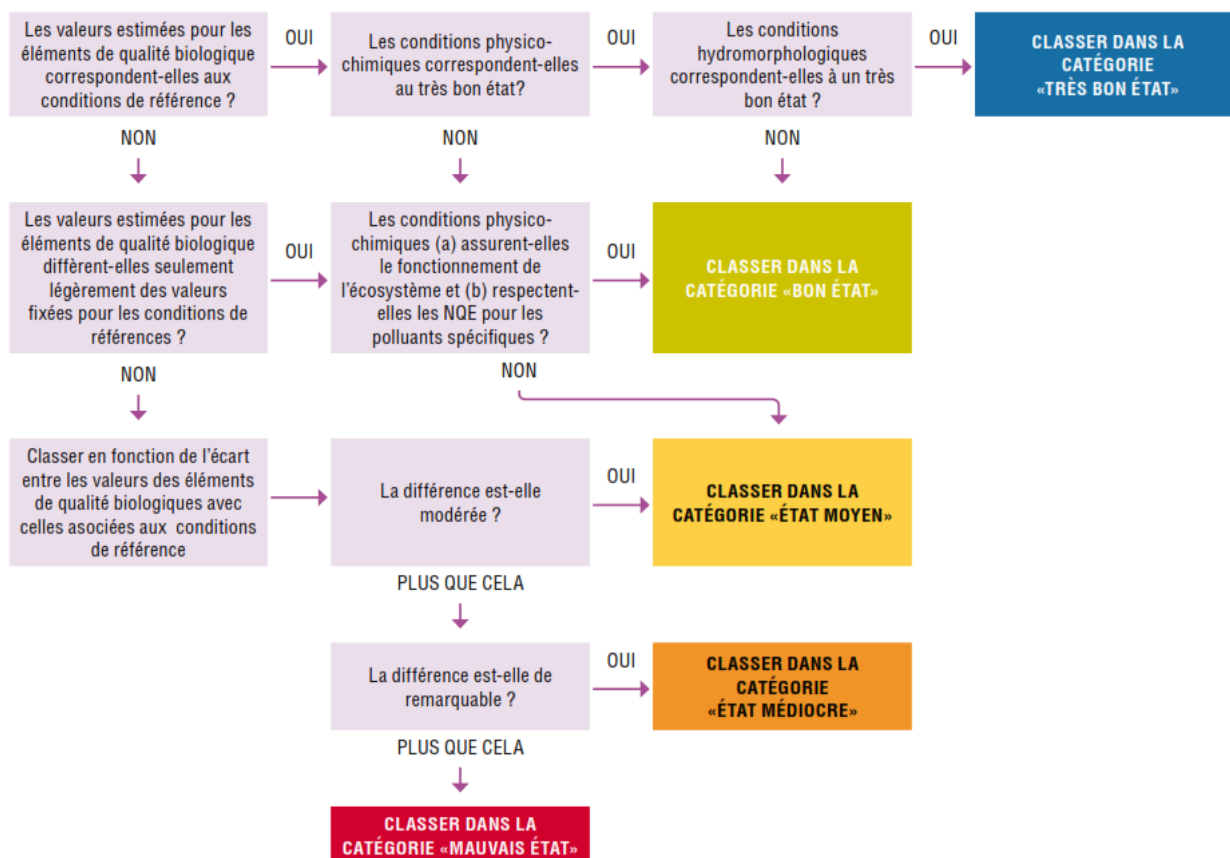 Les valeurs estimées pour les
éléments de qualité biologique
correspondent-elles aux
conditions de référence ?
OUI
Les conditions physico-
chimiques correspondent-elles
au très bon état?
OUI
Les conditions
hydromorphologiques
correspondent-elles à un très
bon état ?
OUI
CLASSER DANS LA
CATÉGORIE
«TRÈS BON ÉTAT»
NON
NON
NON
Les valeurs estimées pour les
éléments de qualité biologique
diffèrent-elles seulement
légèrement des valeurs
fixées pour les conditions de
références ?
OUI
Les conditions physico-
chimiques (a) assurent-elles
le fonctionnement de
l'écosystème et (b) respectent-
elles les NQE pour les
polluants spécifiques ?
OUI
CLASSER DANS LA
CATÉGORIE «BON ÉTAT»
NON
NON
Classer en fonction de l'écart
entre les valeurs des éléments
de qualité biologiques avec
celles asociées aux conditions
de référence
La différence est-elle
modérée ?
OUI
CLASSER DANS LA
CATÉGORIE «ÉTAT MOYEN»
PLUS QUE CELA
La différence est-elle de
remarquable ?
OUI
CLASSER DANS LA
CATÉGORIE
«ÉTAT MÉDIOCRE»
PLUS QUE CELA
CLASSER DANS LA
CATÉGORIE «MAUVAIS ÉTAT»